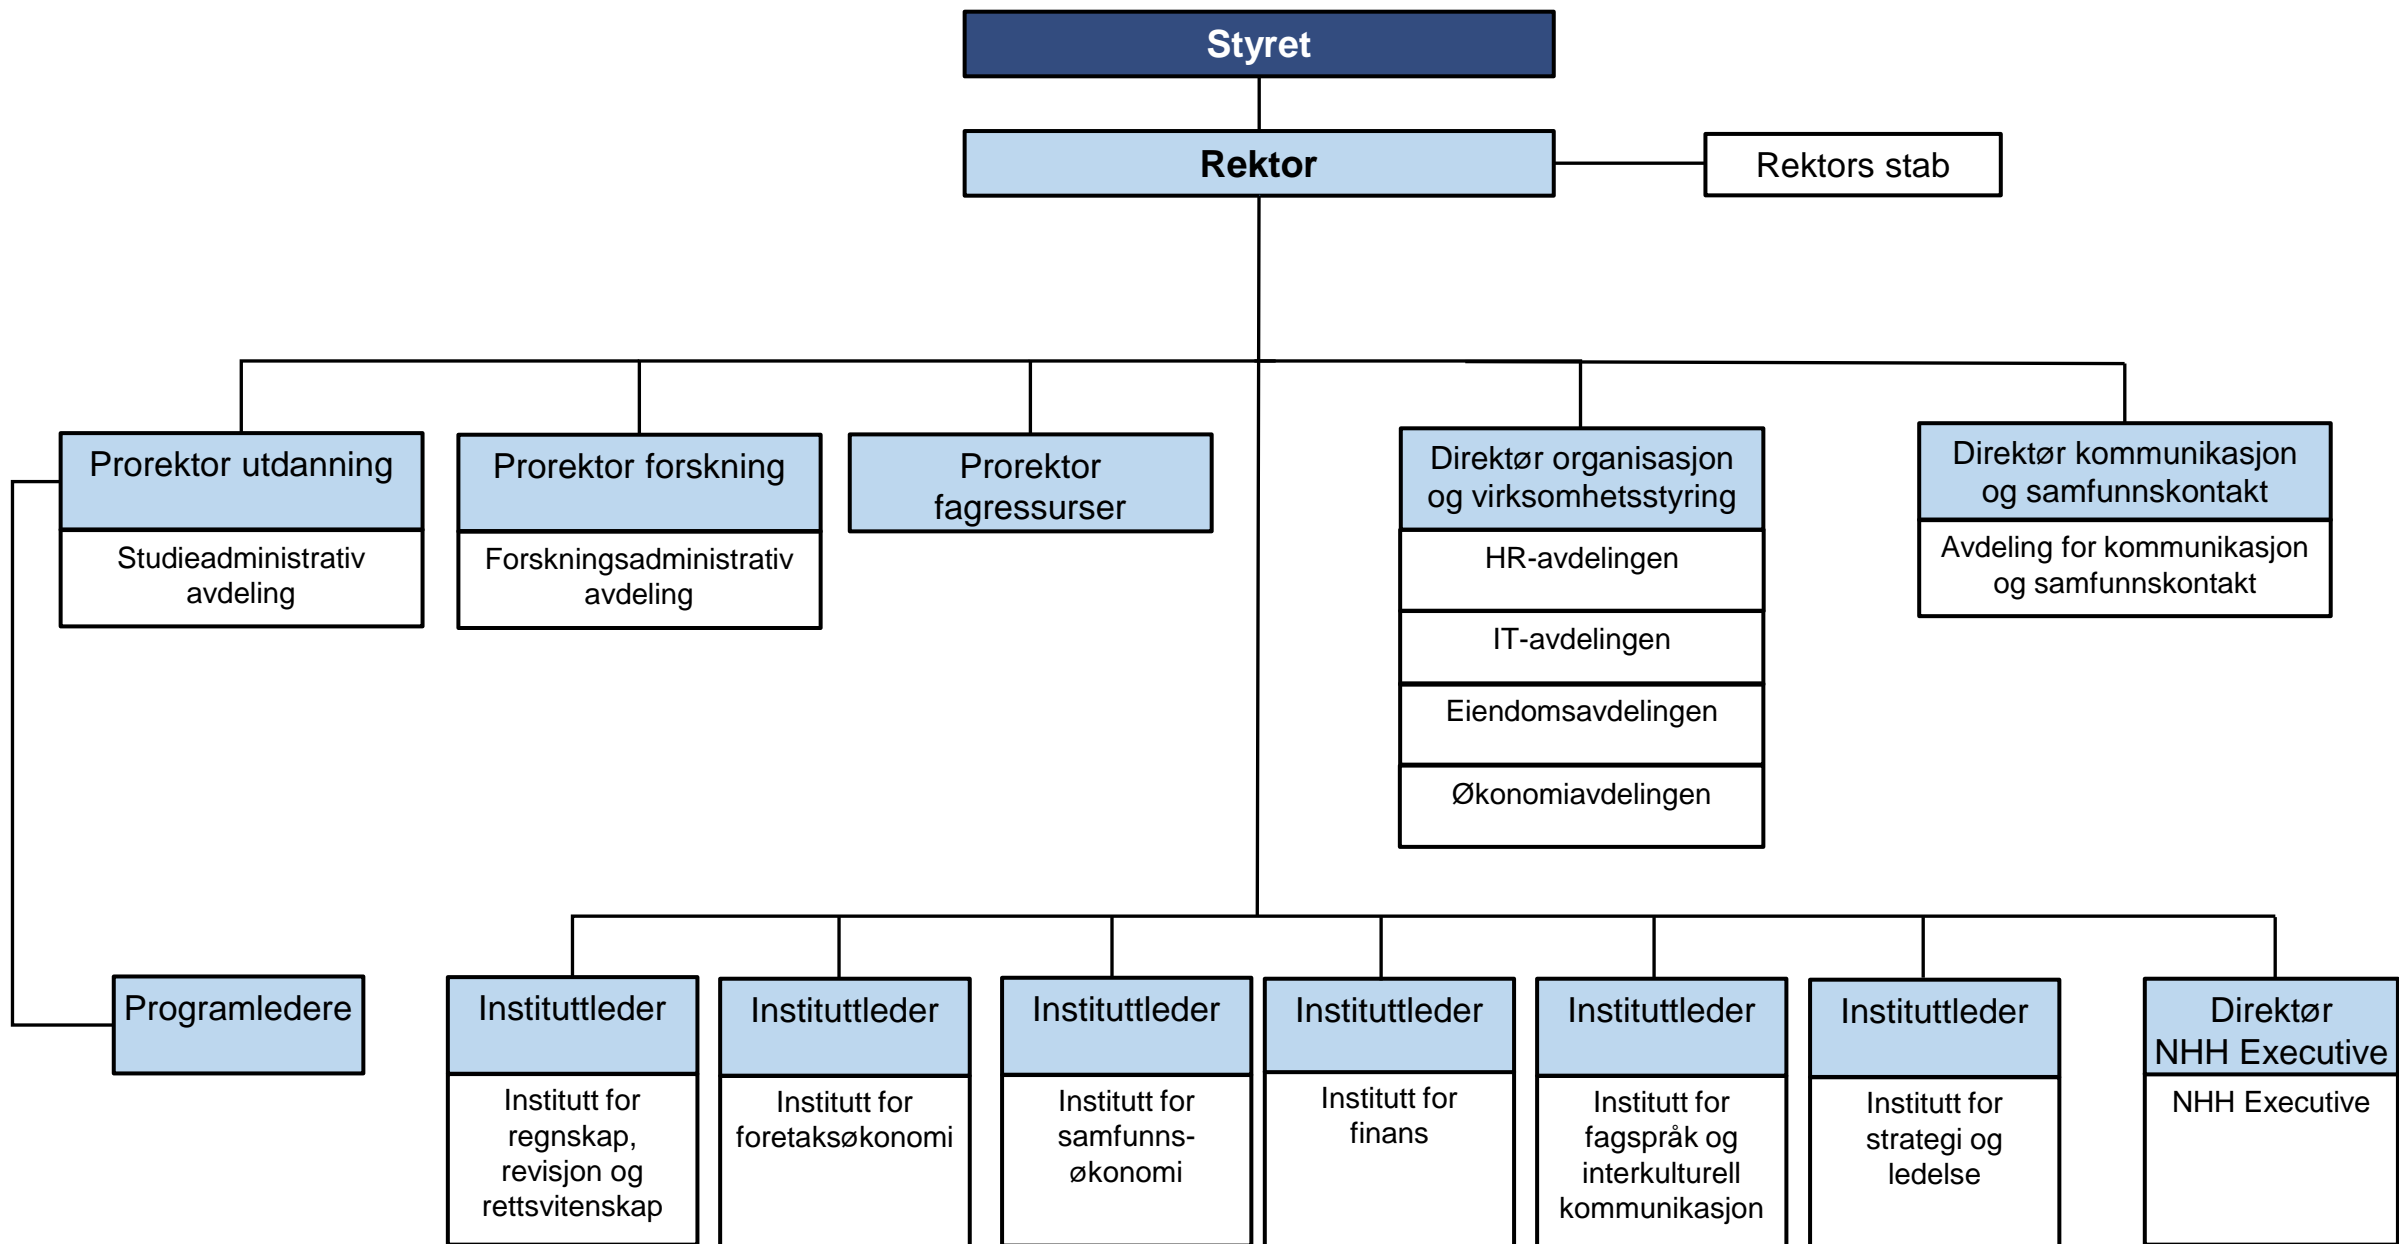 Styret
Rektor
Rektors stab
Prorektor utdanning
Studieadministrativ
avdeling
Prorektor forskning
Forskningsadministrativ
avdeling
Prorektor
fagressurser
Direktør organisasjon
og virksomhetsstyring
HR-avdelingen
IT-avdelingen
Eiendomsavdelingen
Økonomiavdelingen
Direktør kommunikasjon
og samfunnskontakt
Avdeling for kommunikasjon
og samfunnskontakt
Programledere
Instituttleder
Institutt for
regnskap,
revisjon og
rettsvitenskap
Instituttleder
Institutt for
foretaksøkonomi
Instituttleder
Institutt for
samfunns-
økonomi
Instituttleder
Institutt for
finans
Instituttleder
Institutt for
fagspråk og
interkulturell
kommunikasjon
Instituttleder
Institutt for
strategi og
ledelse
Direktør
NHH Executive
NHH Executive